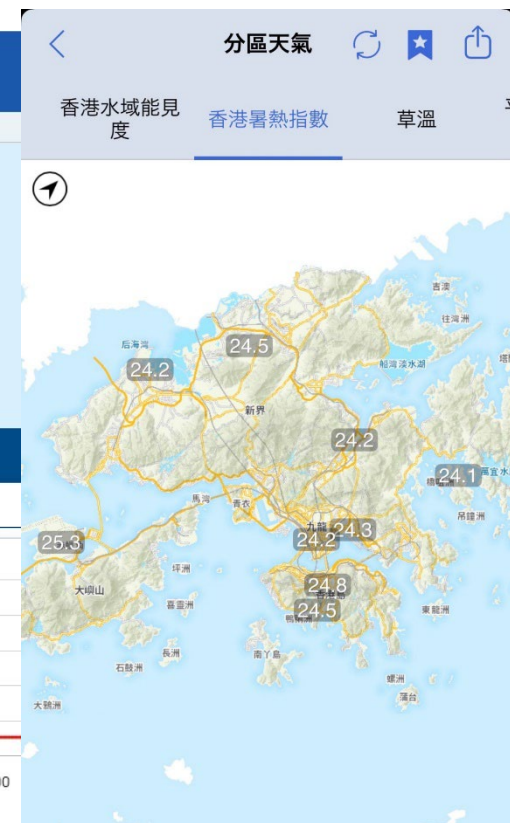 分區天氣
香港水域能見
度
香港暑熱指數
草溫
吉澳
往灣洲
后海灣
24.5
24.2
船灣淡水湖
新界
24.2
24.1
馬灣
青衣
吊鐘洲
九龍
24.3
24.2
25.3
坪洲
大嶼山
喜靈洲
24.8
24.5
東龍洲
長洲
南丫島
石鼓洲
螺洲
蒲台
大鴉洲
00